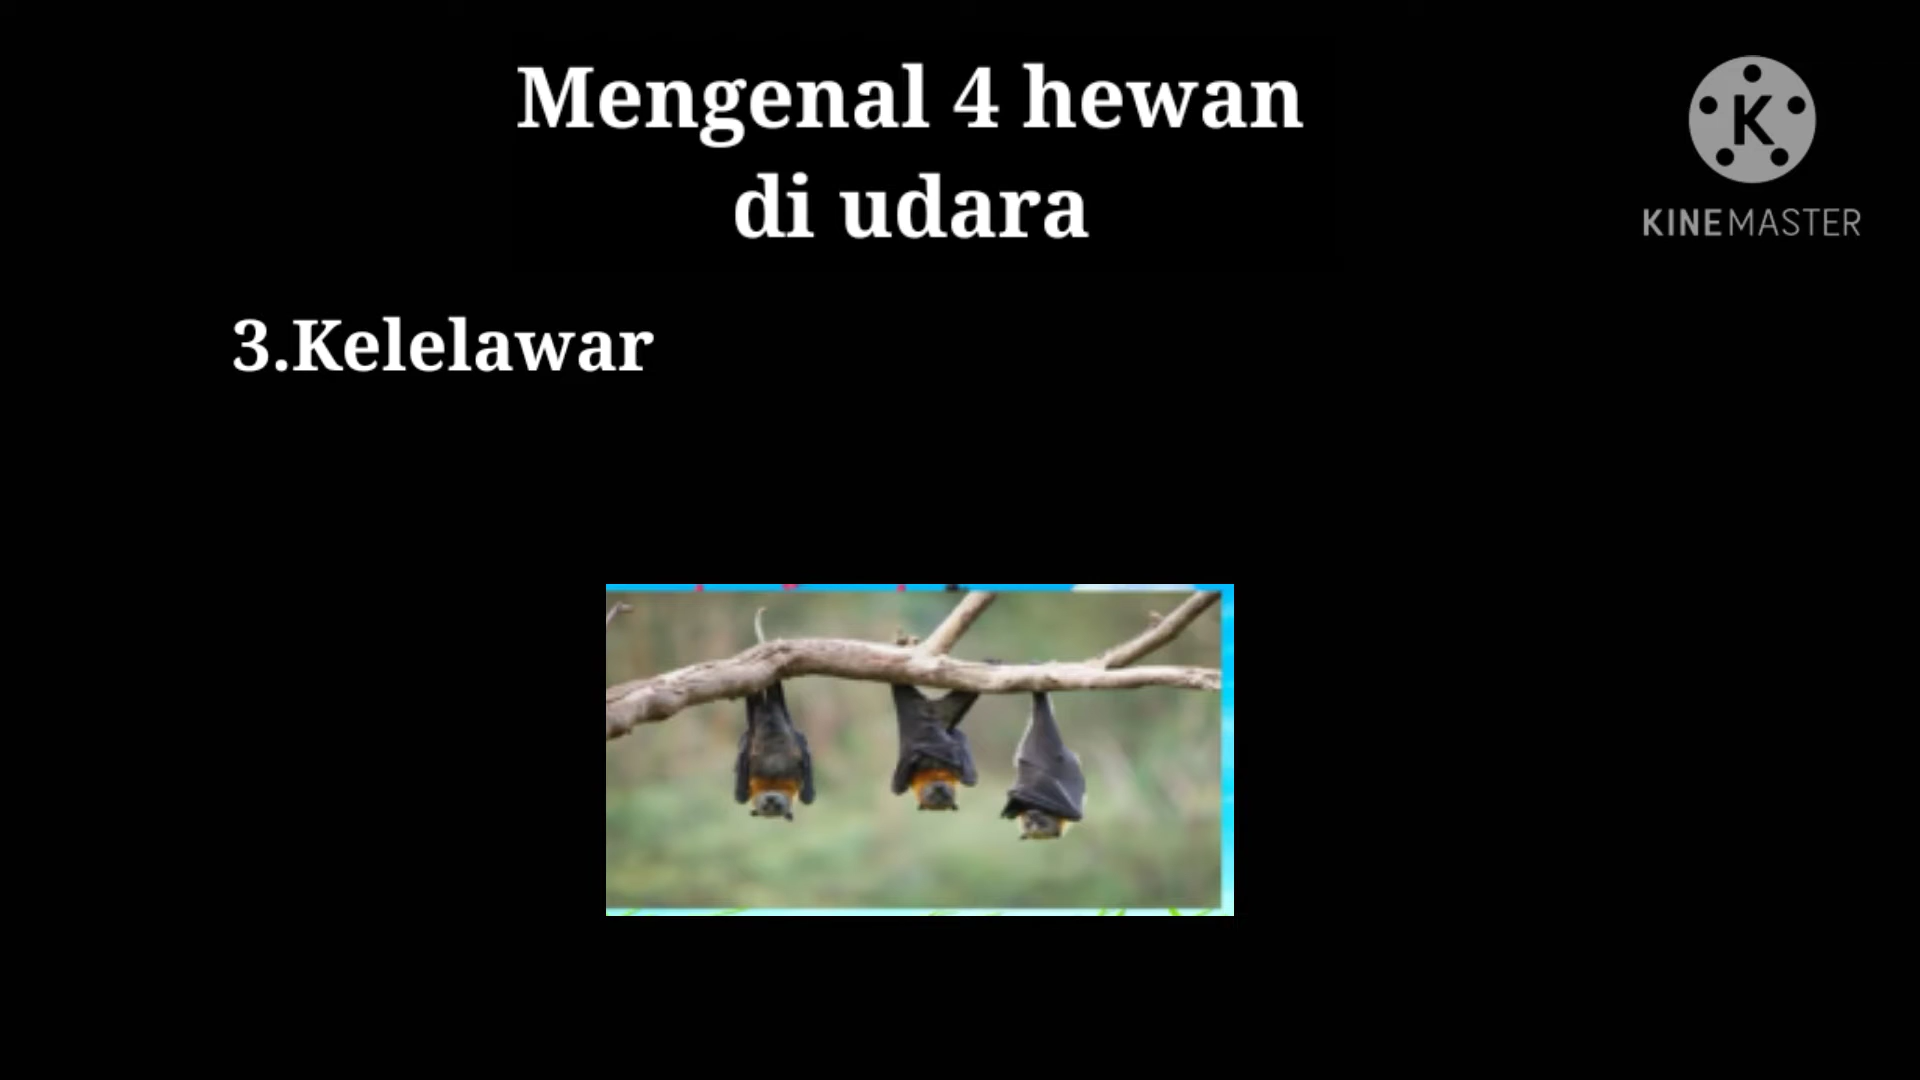 Mengenal 4 hewan
di udara
K
KINEMASTER
3.Kelelawar